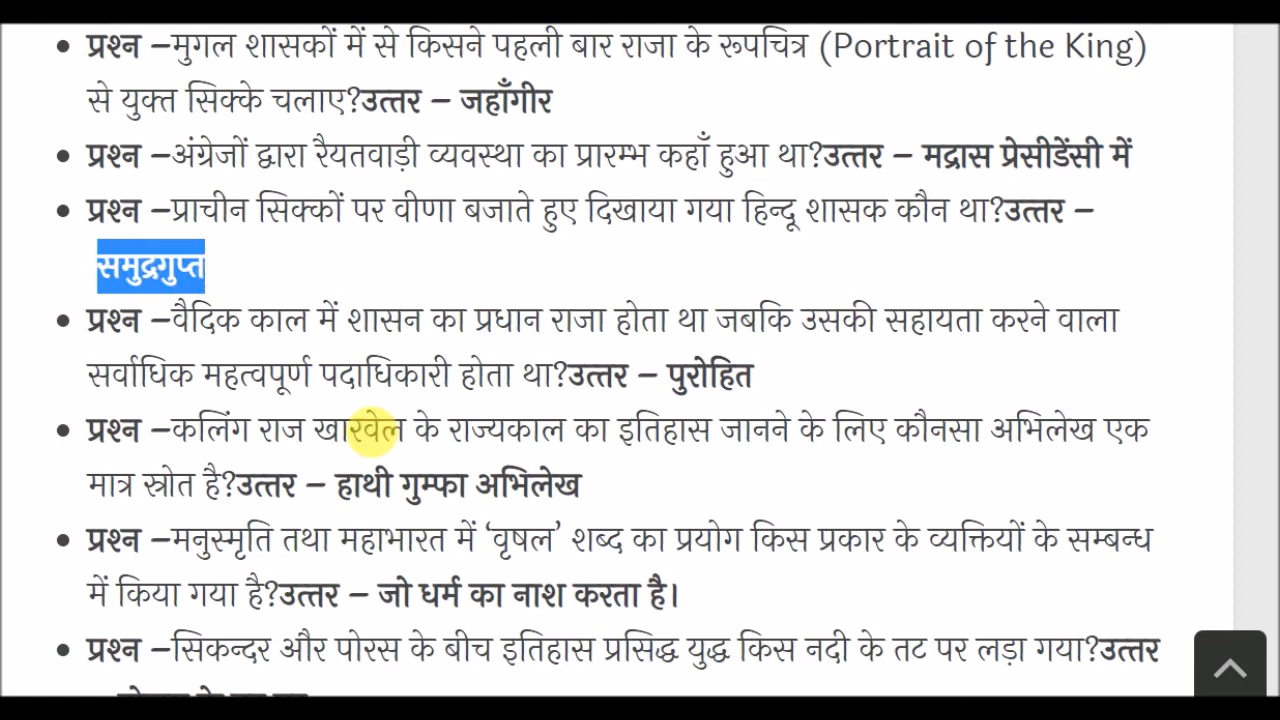 प्रश्न –मुगल शासकों में से किसने पहली बार राजा के रूपचित्र (Portrait of the King)
से युक्त सिक्के चलाए?उत्तर – जहाँगीर
प्रश्न –अंग्रेजों द्वारा रैयतवाड़ी व्यवस्था का प्रारम्भ कहाँ हुआ था?उत्तर – मद्रास प्रेसीडेंसी में
प्रश्न –प्राचीन सिक्कों पर वीणा बजाते हुए दिखाया गया हिन्दू शासक कौन था?उत्तर –
समुद्रगुप्त
प्रश्न –वैदिक काल में शासन का प्रधान राजा होता था जबकि उसकी सहायता करने वाला
सर्वाधिक महत्वपूर्ण पदाधिकारी होता था?उत्तर – पुरोहित
प्रश्न –कलिंग राज खारवेल के राज्यकाल का इतिहास जानने के लिए कौनसा अभिलेख एक
मात्र स्रोत है?उत्तर – हाथी गुम्फा अभिलेख
प्रश्न –मनुस्मृति तथा महाभारत में ‘वृषल’ शब्द का प्रयोग किस प्रकार के व्यक्तियों के सम्बन्ध
में किया गया है?उत्तर – जो धर्म का नाश करता है।
प्रश्न –सिकन्दर और पोरस के बीच इतिहास प्रसिद्ध युद्ध किस नदी के तट पर लड़ा गया?उत्तर